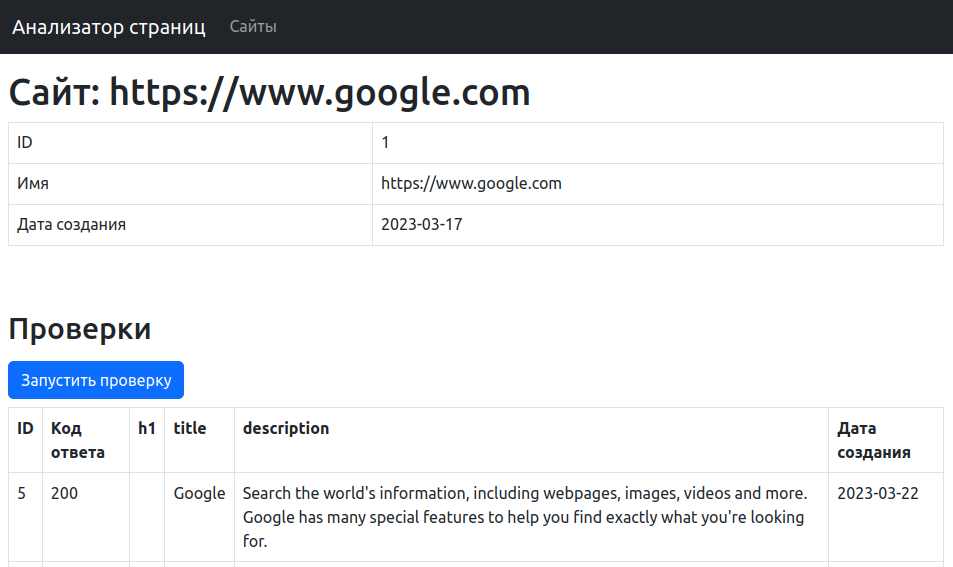 Анализатор страниц Сайты
Сайт: https://www.google.com
ID 1
Имя https://www.google.com
Дата создания 2023-03-17
Проверки
Запустить проверку
ID Код ответа h1 title description Дата создания
5 200 Google Search the world's information, including webpages, images, videos and more. 2023-03-22
Google has many special features to help you find exactly what you're looking
for.